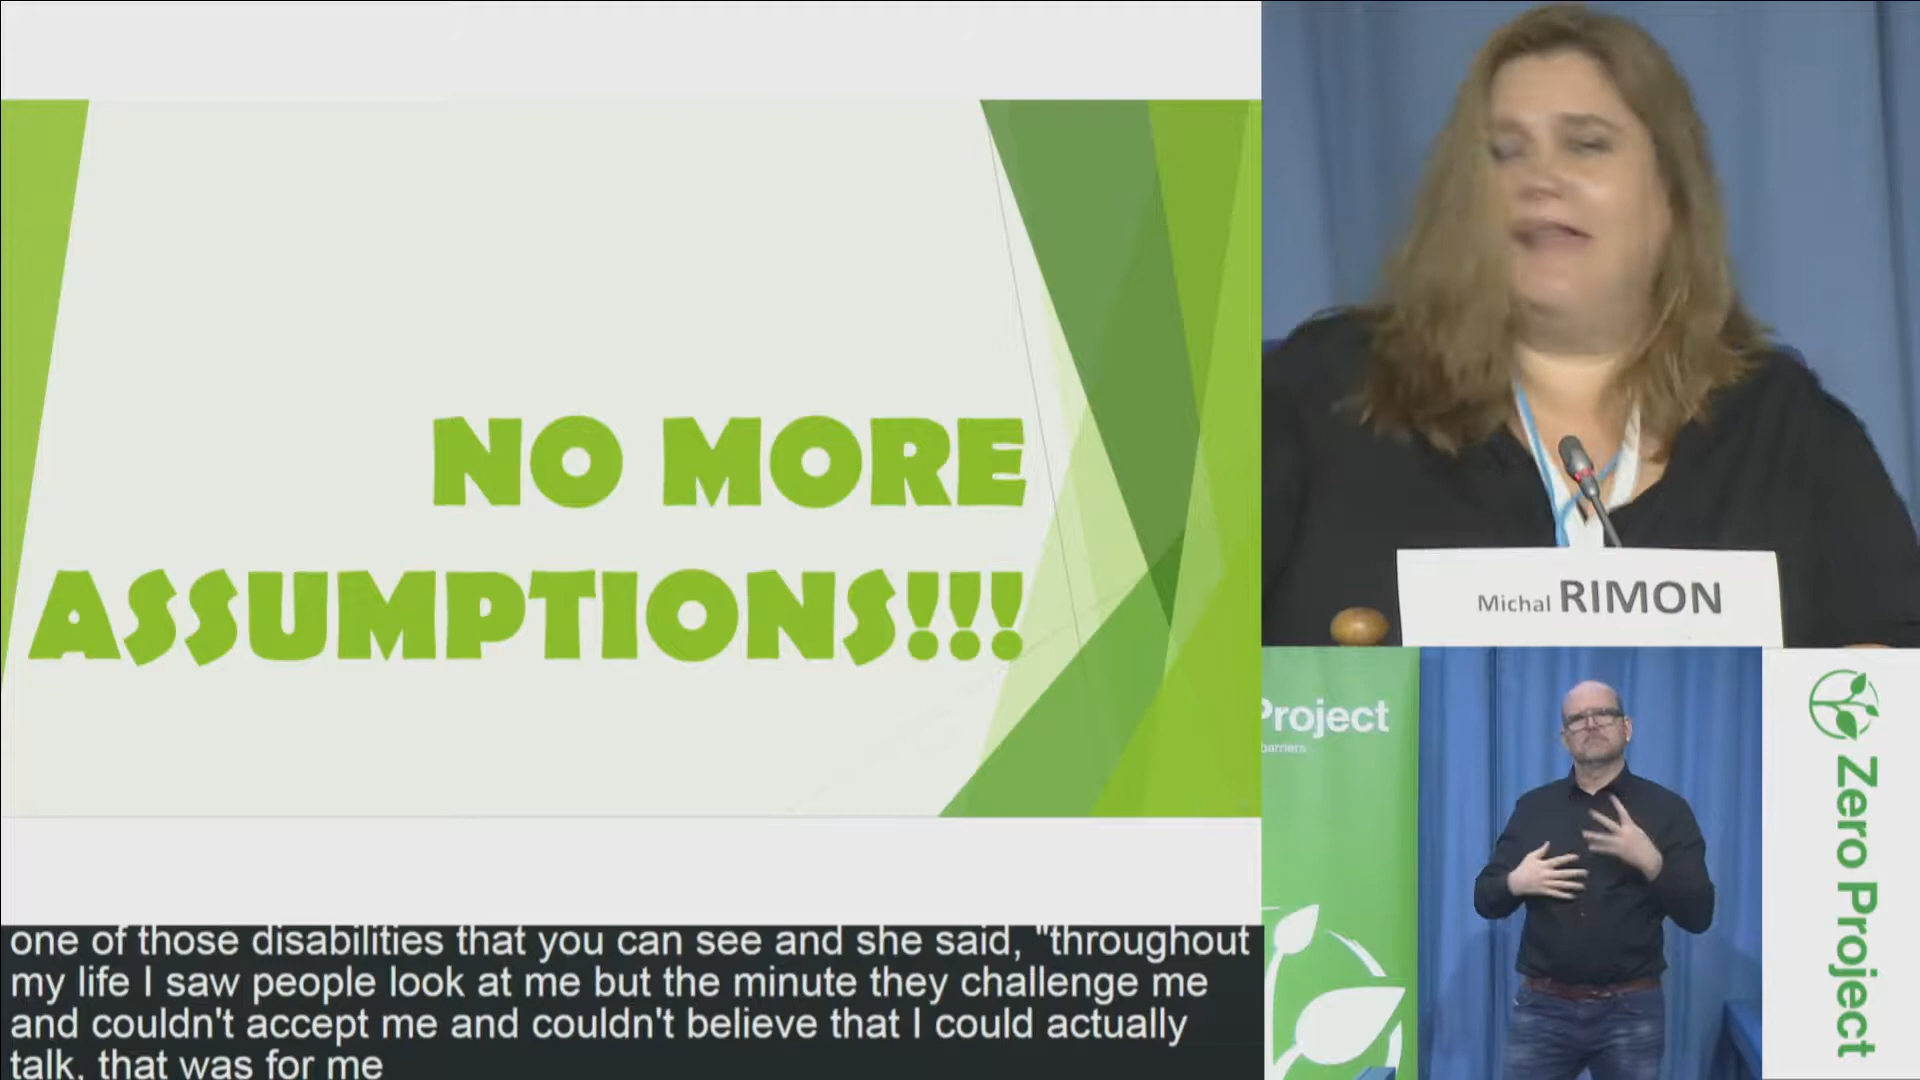 NO MORE
ASSUMPTIONS!!!
Michal RIMON
Project
barriers
Zero Project
one of those disabilities that you can see and she said, "throughout
my life I saw people look at me but the minute they challenge me
and couldn't accept me and couldn't believe that I could actually
talk, that was for me